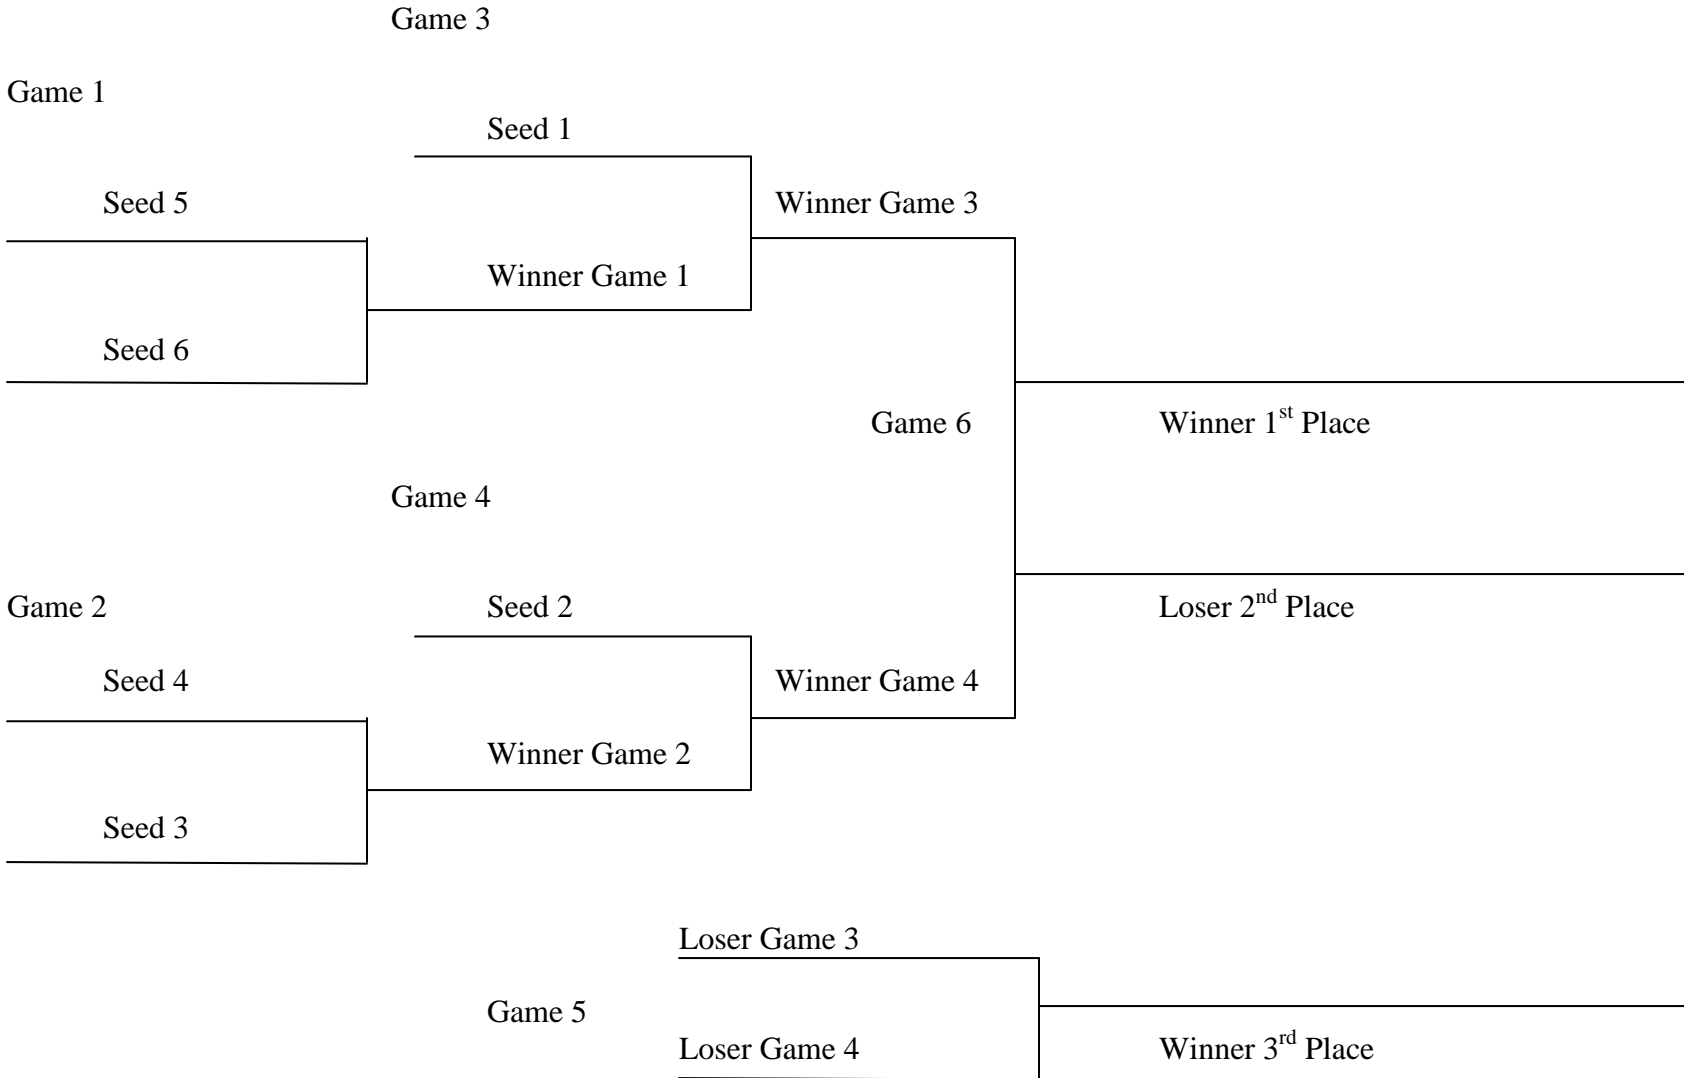 Game 3
Game 1
Seed 1
Seed 5
Winner Game 3
Winner Game 1
Seed 6
Game 6
Winner 1st Place
Game 4
Game 2
Seed 2
Loser 2nd Place
Seed 4
Winner Game 4
Winner Game 2
Seed 3
Loser Game 3
Game 5
Loser Game 4
Winner 3rd Place